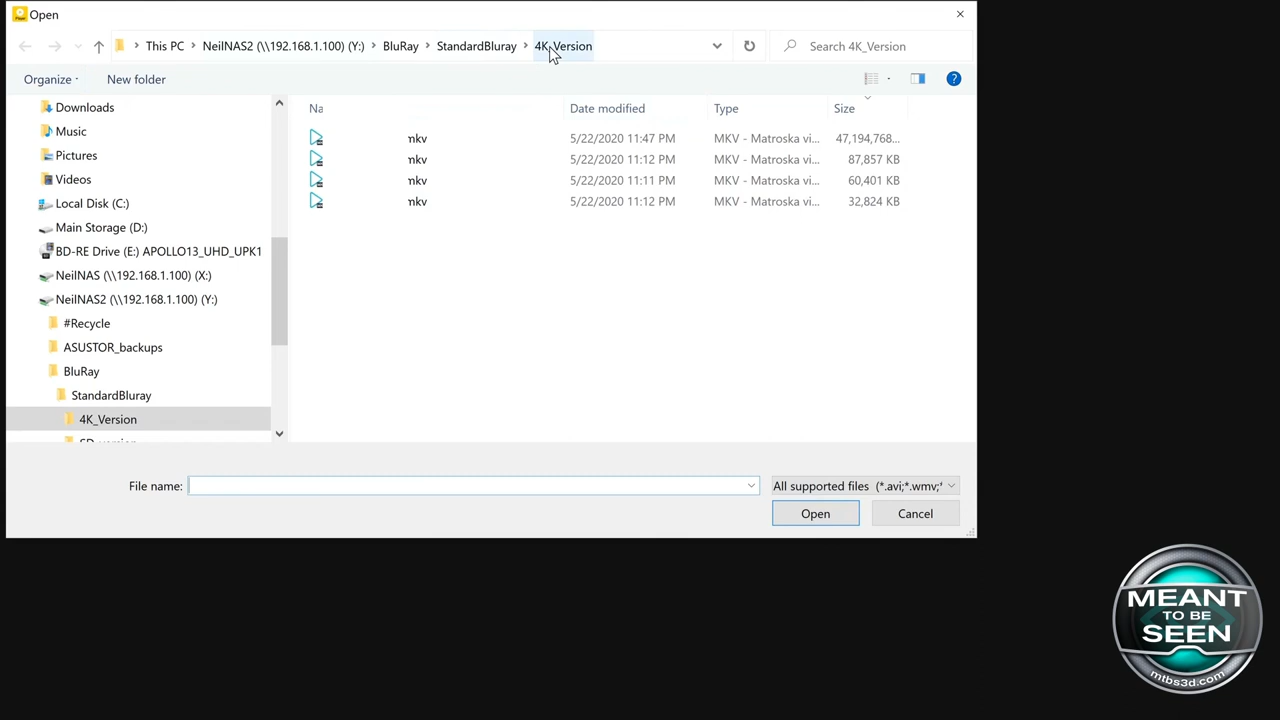 Open
This PC > NeilNAS2 (\\192.168.1.100) (Y:) > BluRay > StandardBluray > 4K_Version
Search 4K_Version
Organize
New folder
Na Date modified Type Size
mkv 5/22/2020 11:47 PM MKV - Matroska vi... 47,194,768...
mkv 5/22/2020 11:12 PM MKV - Matroska vi... 87,857 KB
mkv 5/22/2020 11:11 PM MKV - Matroska vi... 60,401 KB
mkv 5/22/2020 11:12 PM MKV - Matroska vi... 32,824 KB
Downloads
Music
Pictures
Videos
Local Disk (C:)
Main Storage (D:)
BD-RE Drive (E:) APOLLO13_UHD_UPK1
NeilNAS (\\192.168.1.100) (X:)
NeilNAS2 (\\192.168.1.100) (Y:)
#Recycle
ASUSTOR_backups
BluRay
StandardBluray
4K_Version
File name:
All supported files (*.avi;*.wmv;*
Open
Cancel
MEANT
TO BE
SEEN
mtbs3d.com